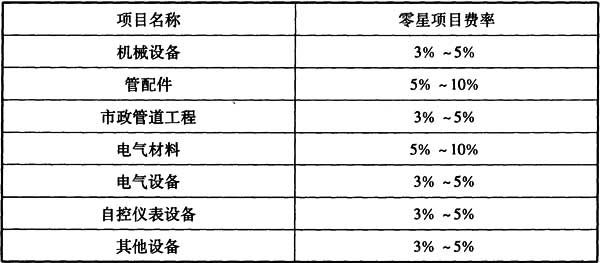 项目名称 零星项目费率
机械设备 3% ~5%
管配件 5% ~10%
市政管道工程 3% ~5%
电气材料 5% ~10%
电气设备 3% ~5%
自控仪表设备 3% ~5%
其他设备 3% ~5%